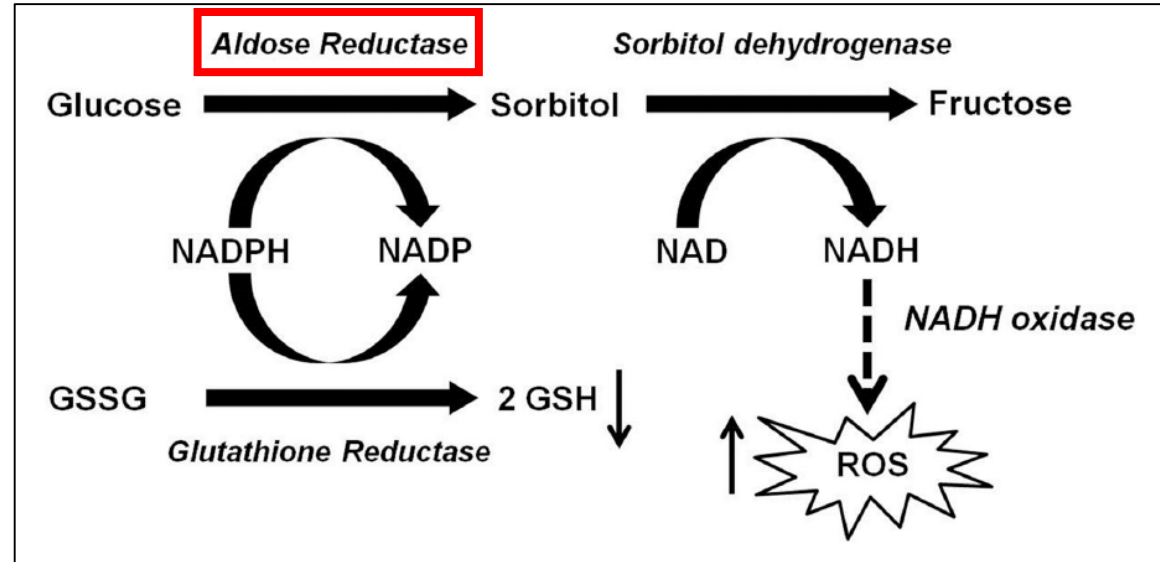 Aldose Reductase Sorbitol dehydrogenase
Glucose Sorbitol Fructose
NADPH NADP NAD NADH
NADH oxidase
GSSG 2 GSH
Glutathione Reductase
ROS